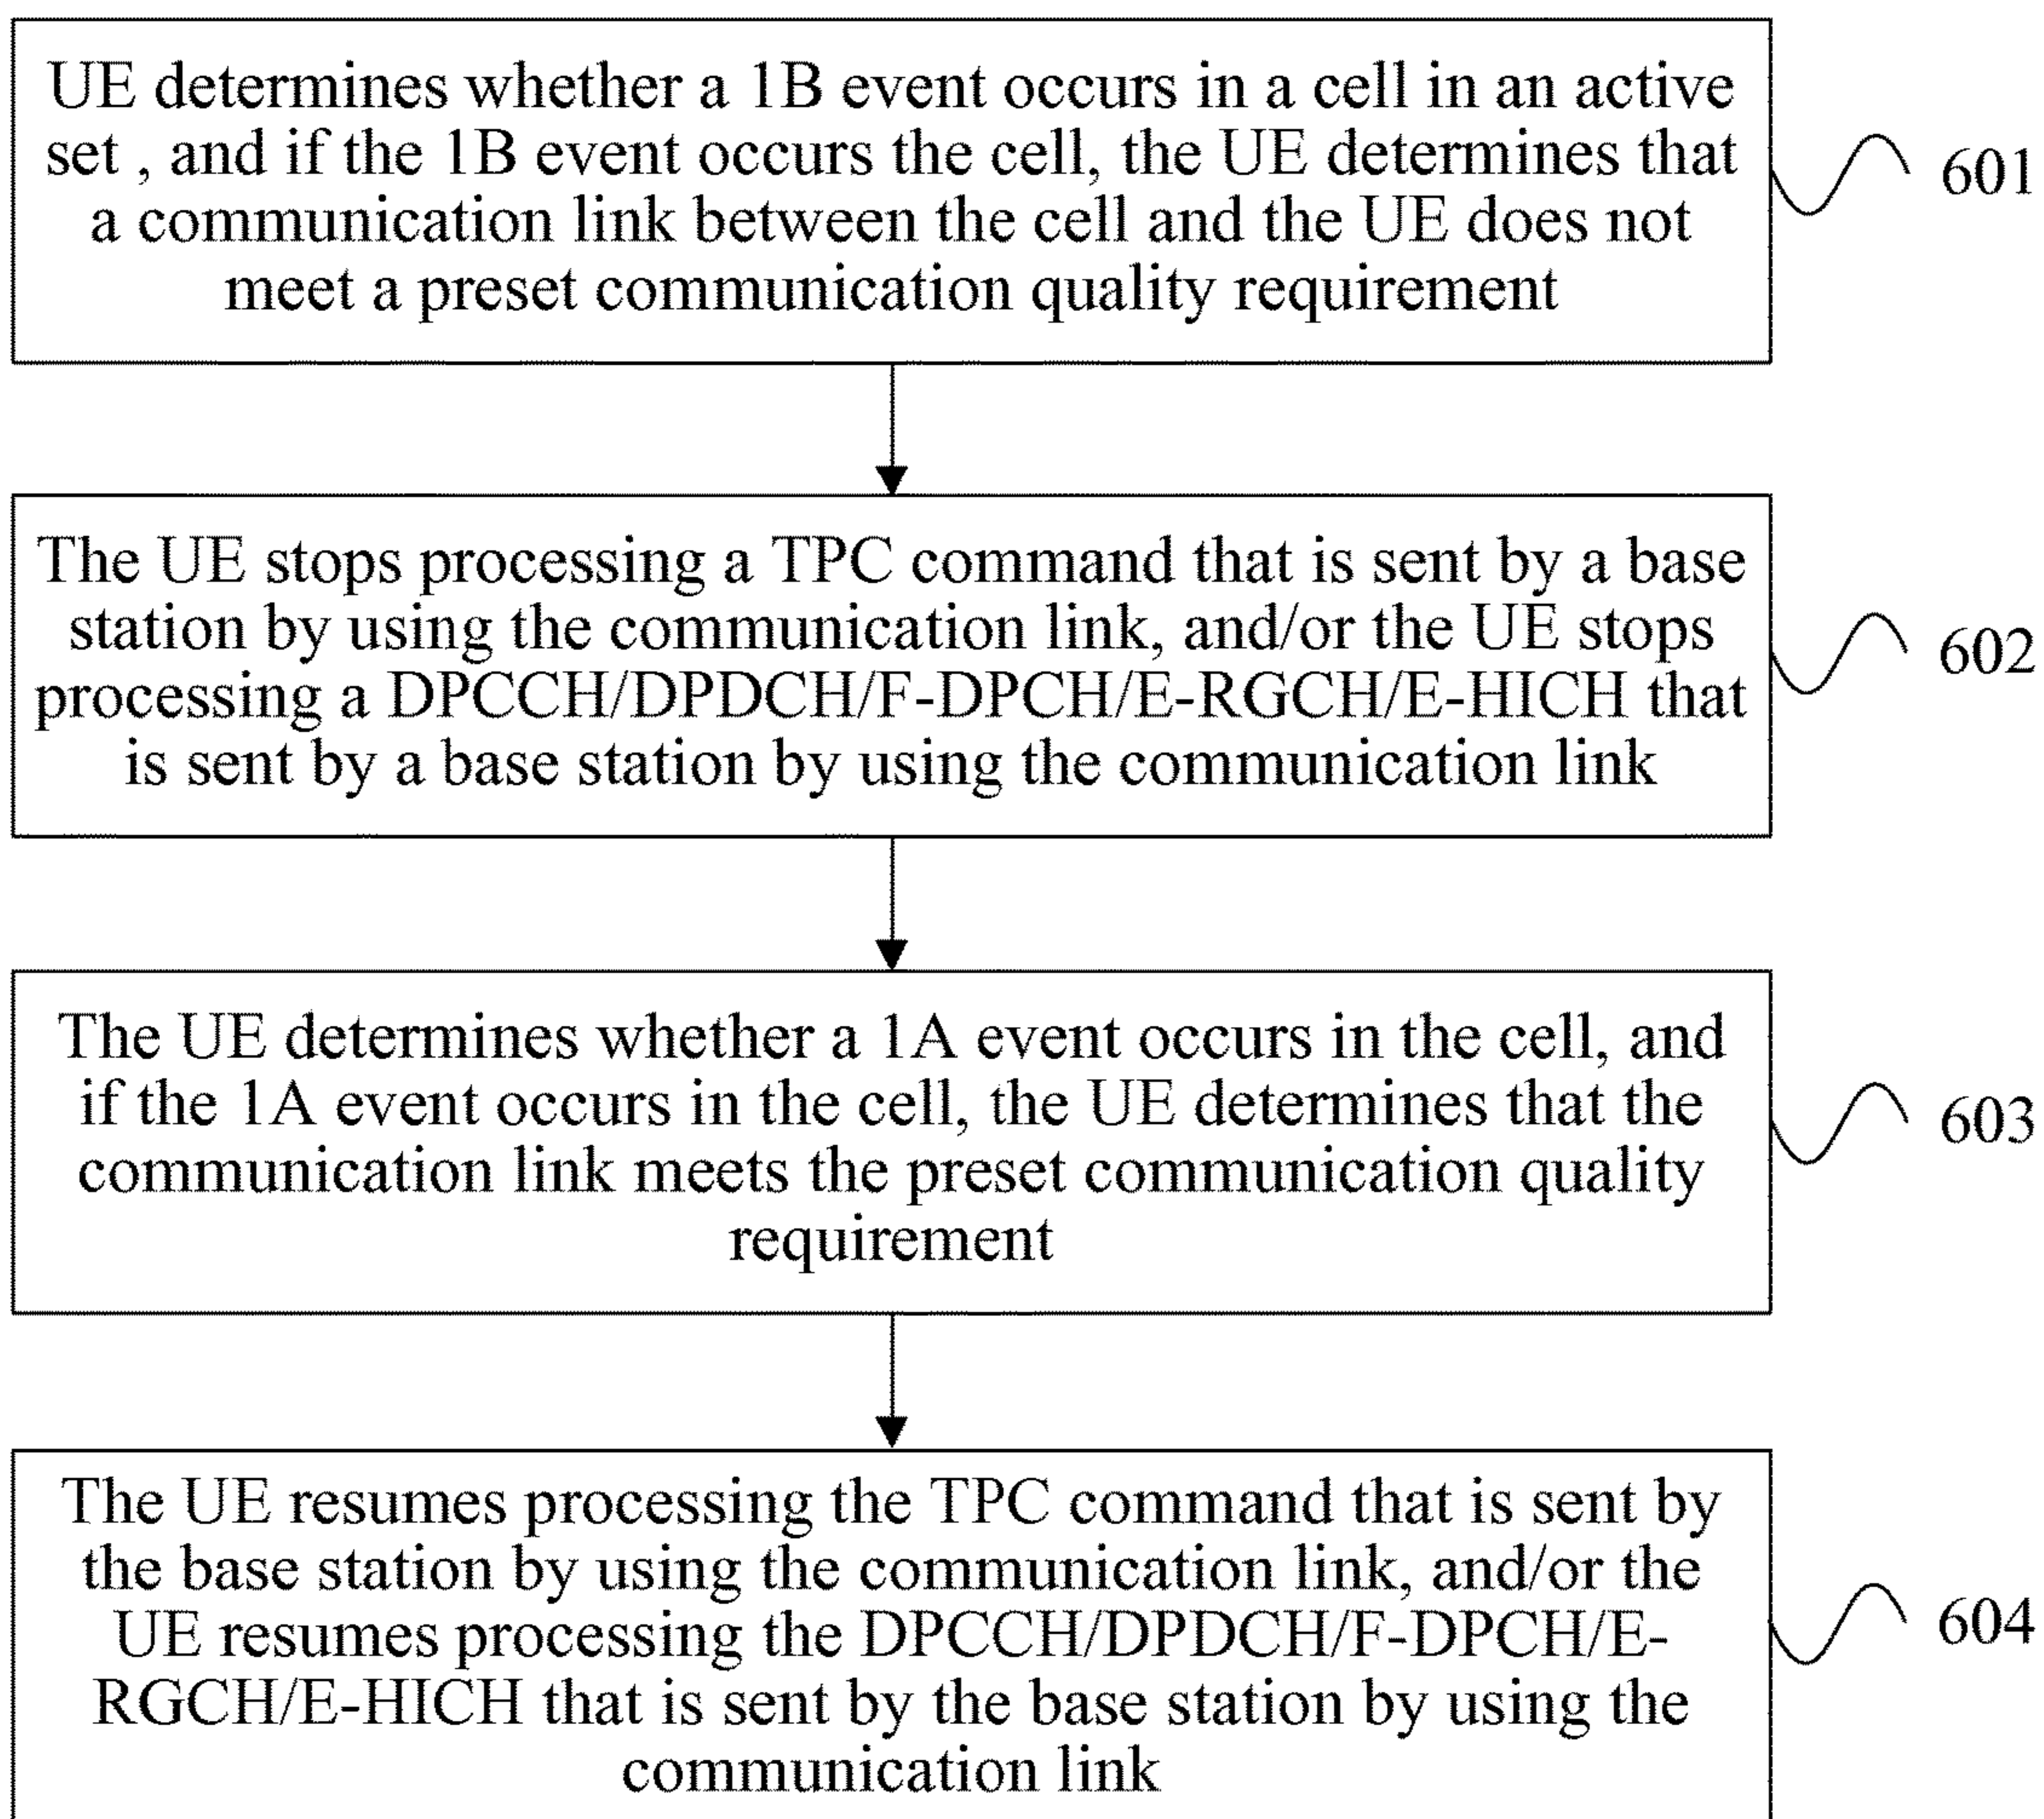 UE determines whether a 1B event occurs in a cell in an active
set , and if the 1B event occurs the cell, the UE determines that
a communication link between the cell and the UE does not
meet a preset communication quality requirement
601
The UE stops processing a TPC command that is sent by a base
station by using the communication link, and/or the UE stops
processing a DPCCH/DPDCH/F-DPCH/E-RGCH/E-HICH that
is sent by a base station by using the communication link
602
The UE determines whether a 1A event occurs in the cell, and
if the 1A event occurs in the cell, the UE determines that the
communication link meets the preset communication quality
requirement
603
The UE resumes processing the TPC command that is sent by
the base station by using the communication link, and/or the
UE resumes processing the DPCCH/DPDCH/F-DPCH/E-
RGCH/E-HICH that is sent by the base station by using the
communication link
604